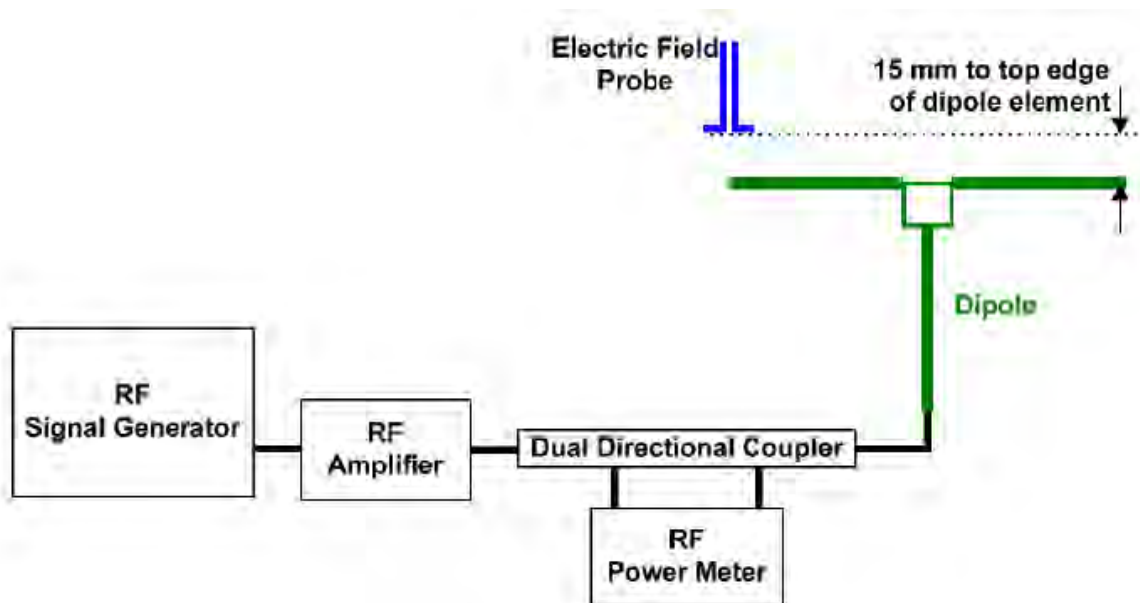 Electric Field
Probe
15 mm to top edge
of dipole element
Dipole
RF
Signal Generator
RF
Amplifier
Dual Directional Coupler
RF
Power Meter